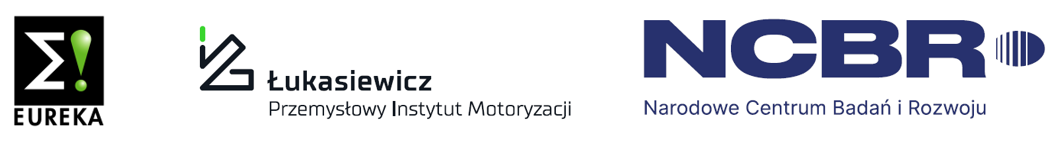 Σ!
EUREKA
Łukasiewicz
Przemysłowy Instytut Motoryzacji
NCBR
Narodowe Centrum Badań i Rozwoju